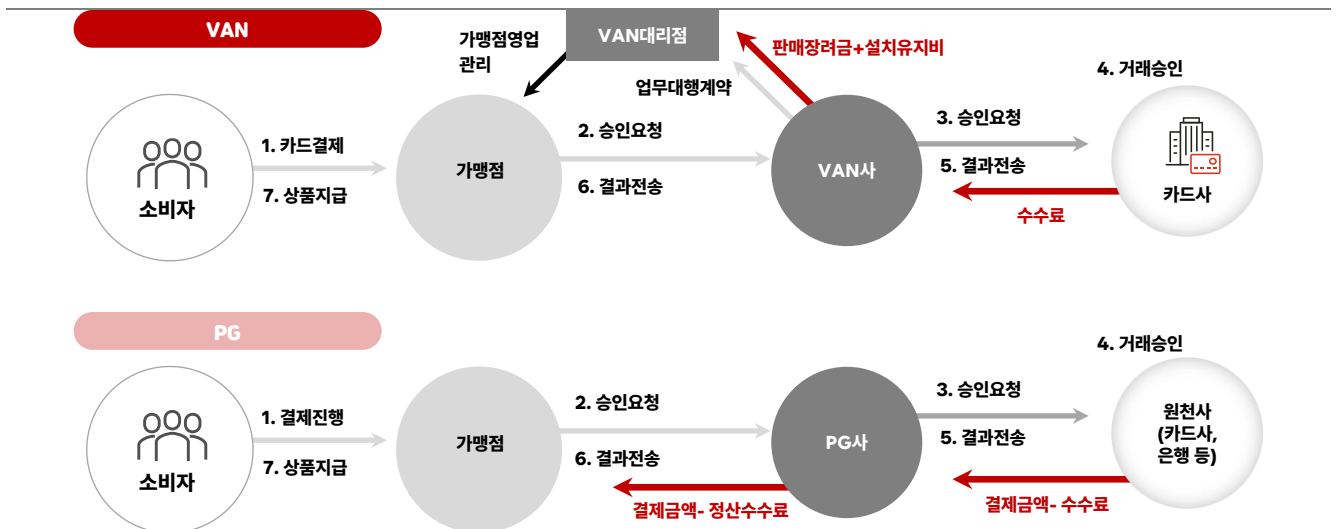 VAN
가맹점영업
관리
VAN대리점
판매장려금+설치유지비
업무대행계약
4. 거래승인
소비자
1. 카드결제
7. 상품지급
가맹점
2. 승인요청
6. 결과전송
VAN사
3. 승인요청
5. 결과전송
수수료
카드사
PG
4. 거래승인
소비자
1. 결제진행
7. 상품지급
가맹점
2. 승인요청
6. 결과전송
결제금액- 정산수수료
PG사
3. 승인요청
5. 결과전송
결제금액- 수수료
원천사
(카드사,
은행 등)